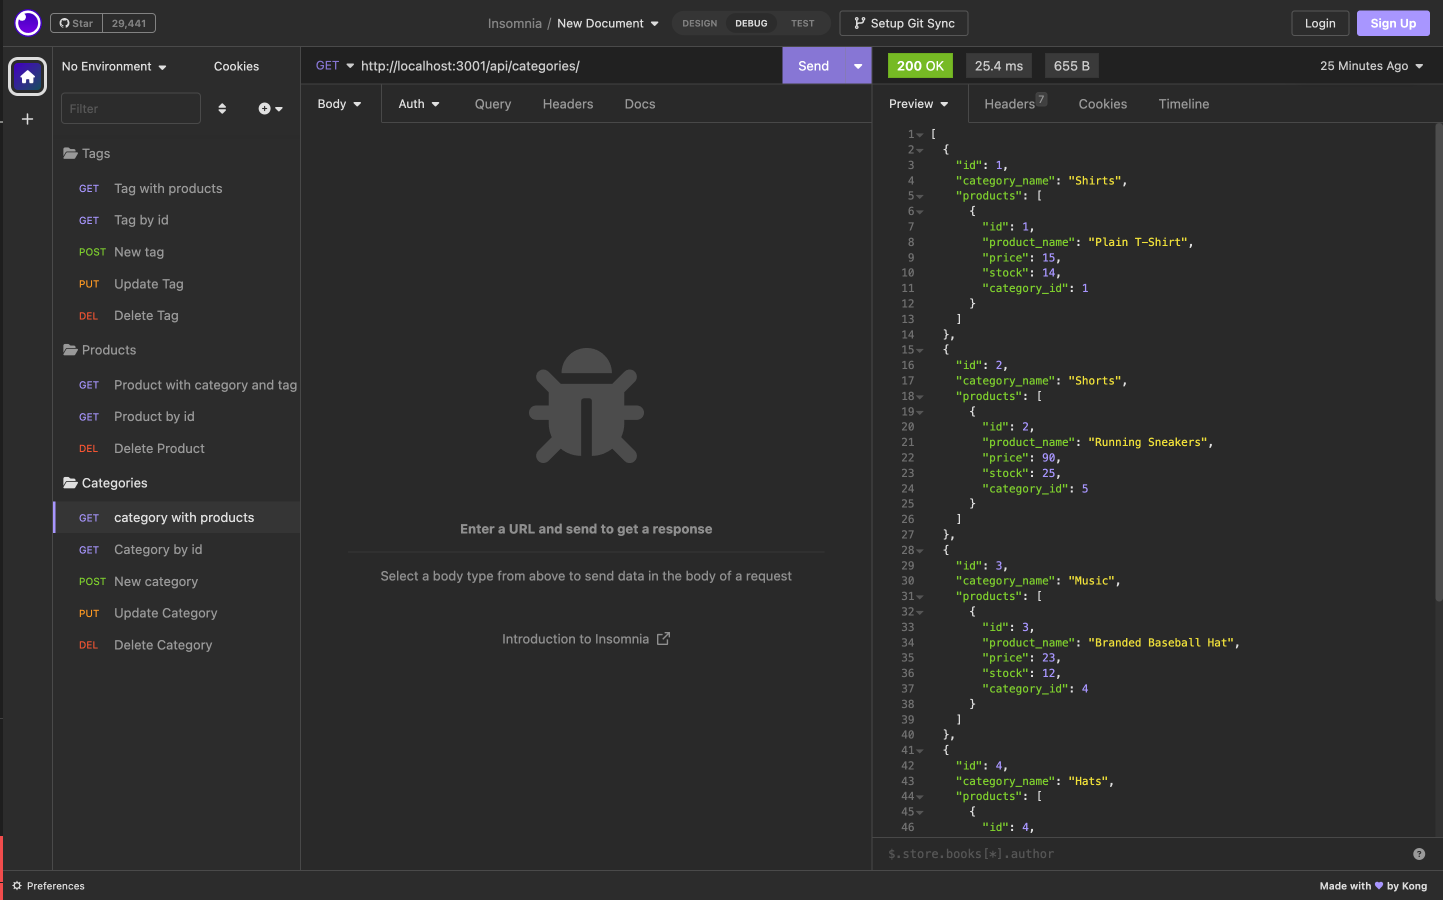 Star 29,441
Insomnia / New Document
DESIGN DEBUG TEST
Setup Git Sync
Login
Sign Up
No Environment
Cookies
Filter
Tags
GET Tag with products
GET Tag by id
POST New tag
PUT Update Tag
DEL Delete Tag
Products
GET Product with category and tag
GET Product by id
DEL Delete Product
Categories
GET category with products
GET Category by id
POST New category
PUT Update Category
DEL Delete Category
GET http://localhost:3001/api/categories/
Send
Body Auth Query Headers Docs
Enter a URL and send to get a response
Select a body type from above to send data in the body of a request
Introduction to Insomnia
200 OK 25.4 ms 655 B
25 Minutes Ago
Preview Headers 7 Cookies Timeline
1 [
2 {
3 "id": 1,
4 "category_name": "Shirts",
5 "products": [
6 {
7 "id": 1,
8 "product_name": "Plain T-Shirt",
9 "price": 15,
10 "stock": 14,
11 "category_id": 1
12 }
13 ]
14 },
15 {
16 "id": 2,
17 "category_name": "Shorts",
18 "products": [
19 {
20 "id": 2,
21 "product_name": "Running Sneakers",
22 "price": 90,
23 "stock": 25,
24 "category_id": 5
25 }
26 ]
27 },
28 {
29 "id": 3,
30 "category_name": "Music",
31 "products": [
32 {
33 "id": 3,
34 "product_name": "Branded Baseball Hat",
35 "price": 23,
36 "stock": 12,
37 "category_id": 4
38 }
39 ]
40 },
41 {
42 "id": 4,
43 "category_name": "Hats",
44 "products": [
45 {
46 "id": 4,
$.store.books[*].author
?
Preferences
Made with ♥ by Kong